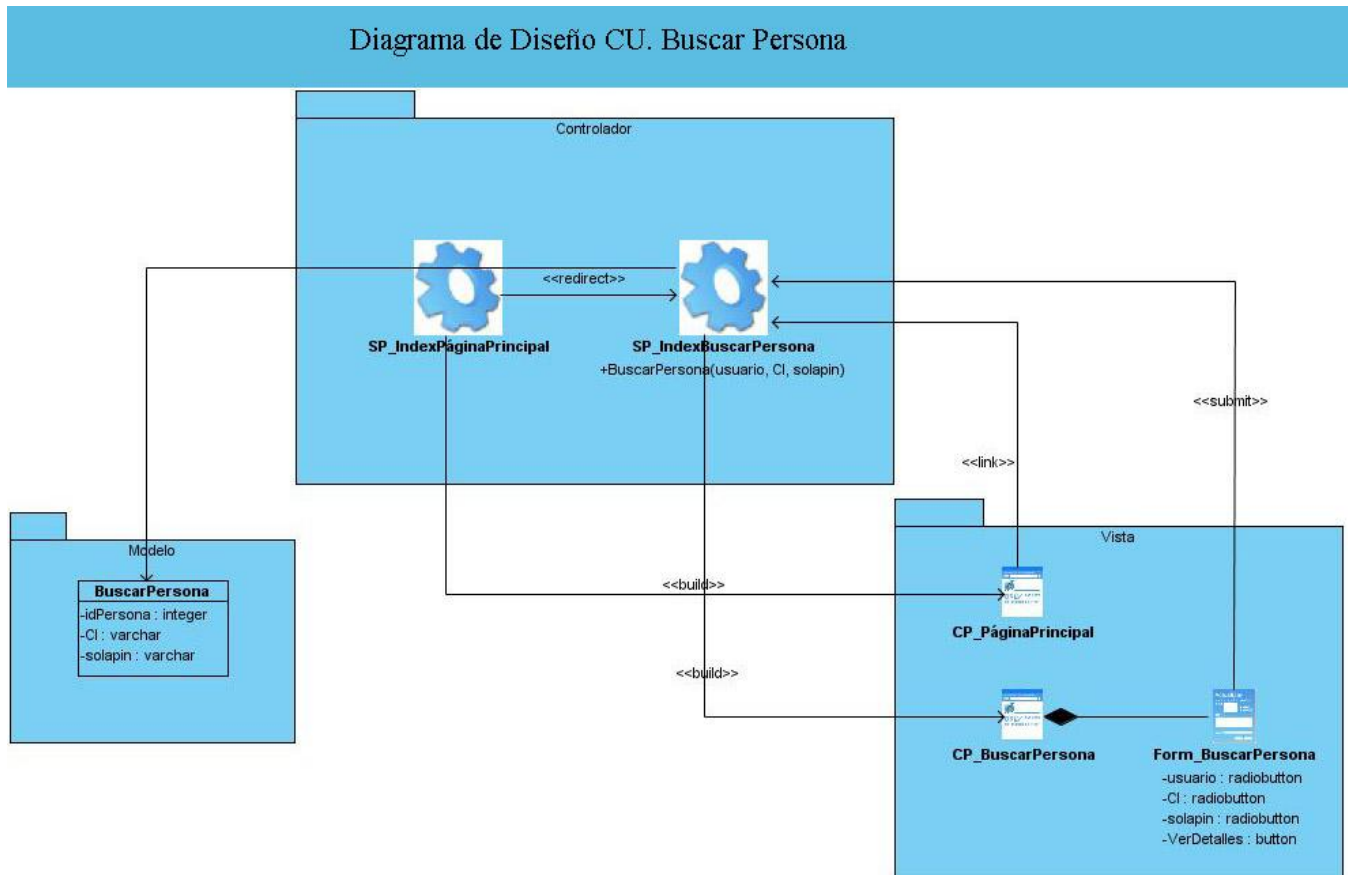 Diagrama de Diseño CU. Buscar Persona
Controlador
<<redirect>>
SP_IndexPáginaPrincipal
SP_IndexBuscarPersona
+BuscarPersona(usuario, CI, solapin)
<<submit>>
<<link>>
Modelo
BuscarPersona
-idPersona : integer
-CI : varchar
-solapin : varchar
Vista
<<build>>
CP_PáginaPrincipal
<<build>>
CP_BuscarPersona
Form_BuscarPersona
-usuario : radiobutton
-CI : radiobutton
-solapin : radiobutton
-VerDetalles : button